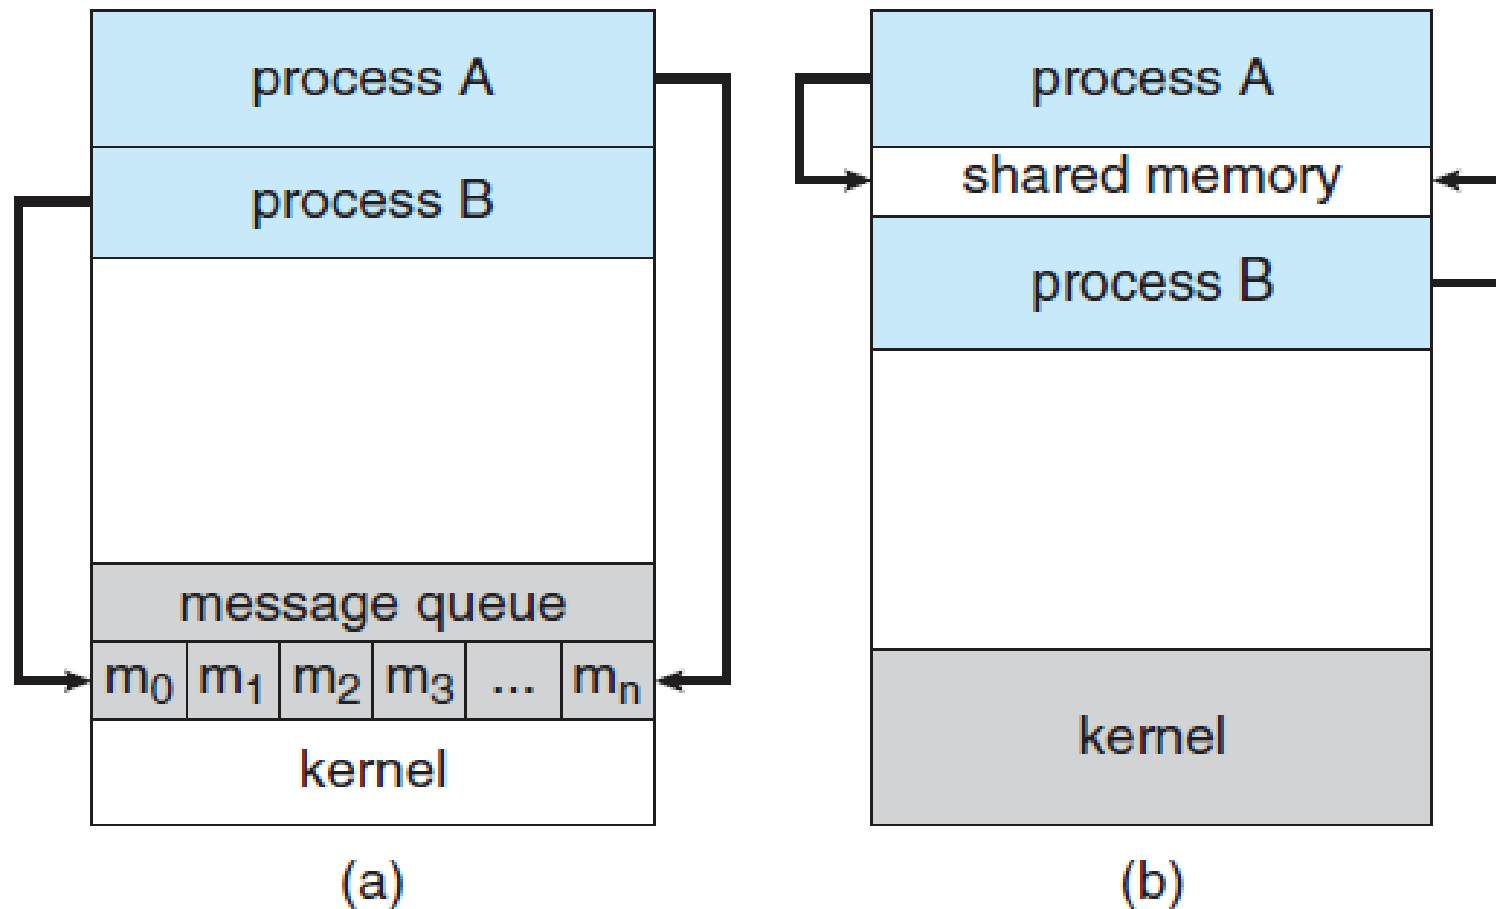 process A
process B
message queue
m0 m1 m2 m3 ... mn
kernel
(a)
process A
shared memory
process B
kernel
(b)